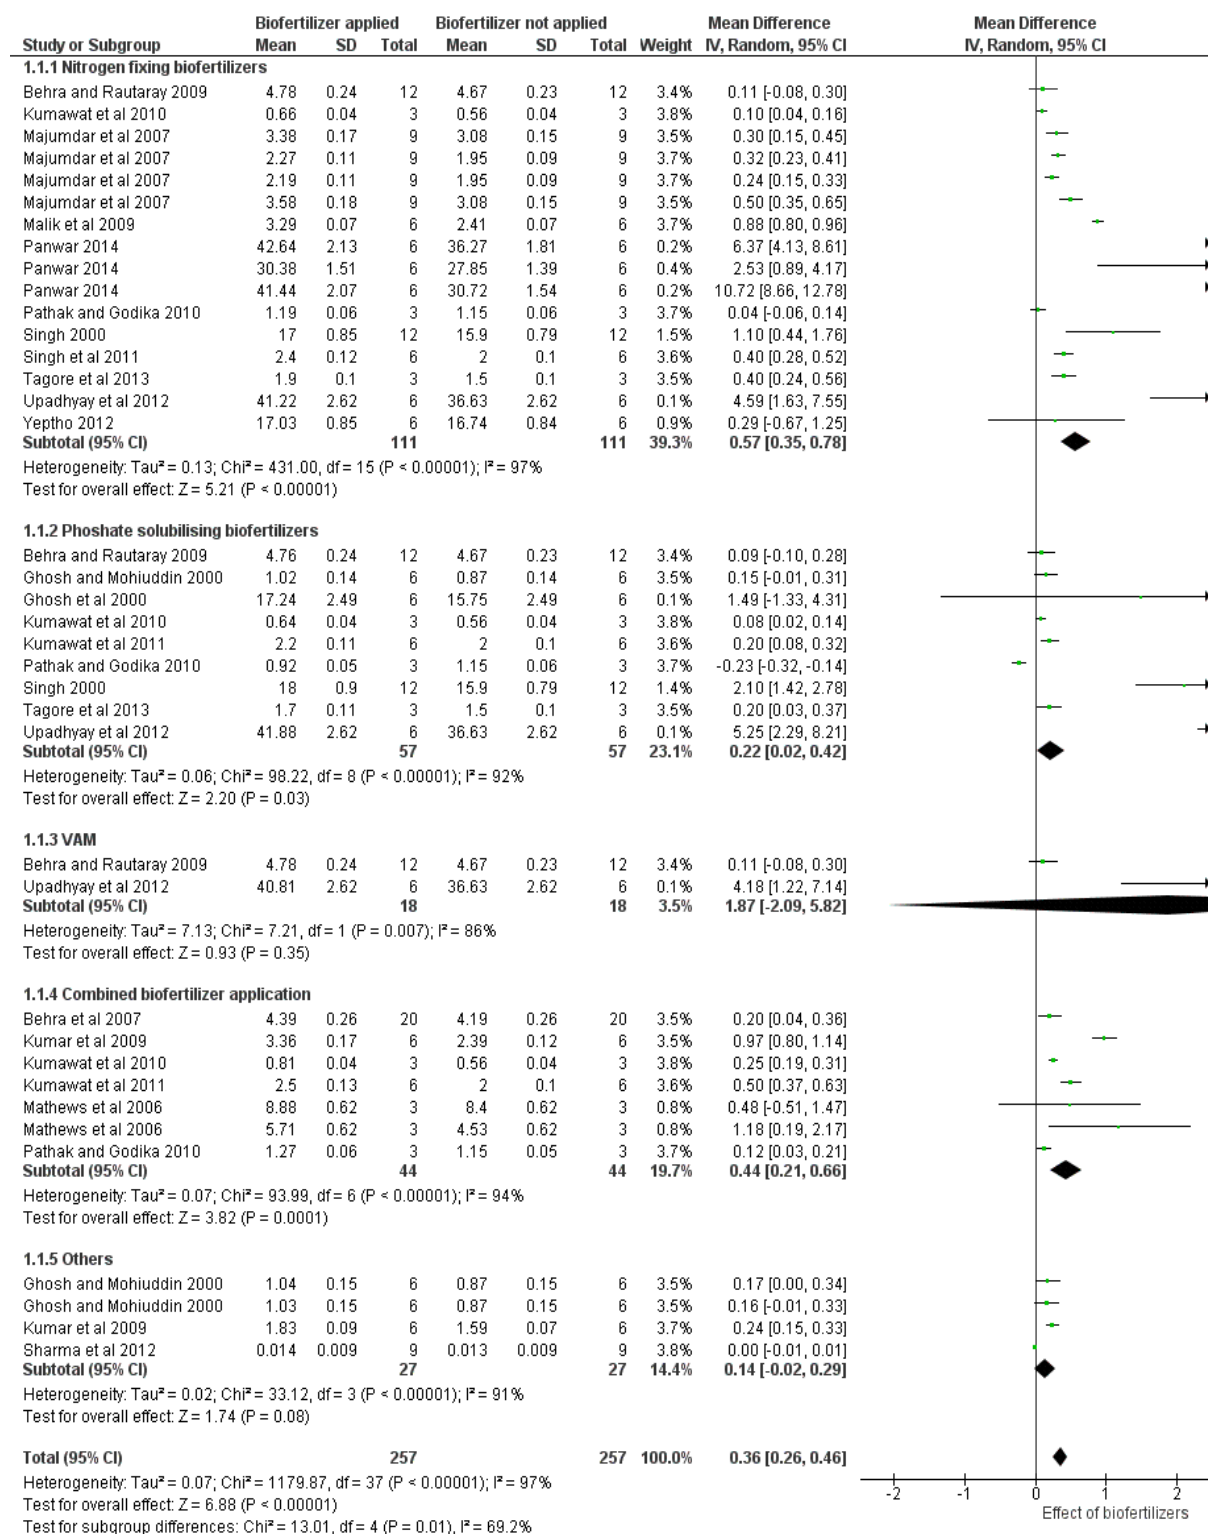 Biofertilizer applied Biofertilizer not applied Mean Difference Mean Difference
Study or Subgroup Mean SD Total Mean SD Total Weight IV, Random, 95% CI IV, Random, 95% CI
1.1.1 Nitrogen fixing biofertilizers
Behra and Rautaray 2009 4.78 0.24 12 4.67 0.23 12 3.4% 0.11 [-0.08, 0.30]
Kumawat et al 2010 0.66 0.04 3 0.56 0.04 3 3.8% 0.10 [0.04, 0.16]
Majumdar et al 2007 3.38 0.17 9 3.08 0.15 9 3.5% 0.30 [0.15, 0.45]
Majumdar et al 2007 2.27 0.11 9 1.95 0.09 9 3.7% 0.32 [0.23, 0.41]
Majumdar et al 2007 2.19 0.11 9 1.95 0.09 9 3.7% 0.24 [0.15, 0.33]
Majumdar et al 2007 3.58 0.18 9 3.08 0.15 9 3.5% 0.50 [0.35, 0.65]
Malik et al 2009 3.29 0.07 6 2.41 0.07 6 3.7% 0.88 [0.80, 0.96]
Panwar 2014 42.64 2.13 6 36.27 1.81 6 0.2% 6.37 [4.13, 8.61]
Panwar 2014 30.38 1.51 6 27.85 1.39 6 0.4% 2.53 [0.89, 4.17]
Panwar 2014 41.44 2.07 6 30.72 1.54 6 0.2% 10.72 [8.66, 12.78]
Pathak and Godika 2010 1.19 0.06 3 1.15 0.06 3 3.7% 0.04 [-0.06, 0.14]
Singh 2000 17 0.85 12 15.9 0.79 12 1.5% 1.10 [0.44, 1.76]
Singh et al 2011 2.4 0.12 6 2 0.1 6 3.6% 0.40 [0.28, 0.52]
Tagore et al 2013 1.9 0.1 3 1.5 0.1 3 3.5% 0.40 [0.24, 0.56]
Upadhyay et al 2012 41.22 2.62 6 36.63 2.62 6 0.1% 4.59 [1.63, 7.55]
Yeptho 2012 17.03 0.85 6 16.74 0.84 6 0.9% 0.29 [-0.67, 1.25]
Subtotal (95% CI) 111 111 39.3% 0.57 [0.35, 0.78]
Heterogeneity: Tau² = 0.13; Chi² = 431.00, df = 15 (P < 0.00001); I² = 97%
Test for overall effect: Z = 5.21 (P < 0.00001)
1.1.2 Phoshate solubilising biofertilizers
Behra and Rautaray 2009 4.76 0.24 12 4.67 0.23 12 3.4% 0.09 [-0.10, 0.28]
Ghosh and Mohiuddin 2000 1.02 0.14 6 0.87 0.14 6 3.5% 0.15 [-0.01, 0.31]
Ghosh et al 2000 17.24 2.49 6 15.75 2.49 6 0.1% 1.49 [-1.33, 4.31]
Kumawat et al 2010 0.64 0.04 3 0.56 0.04 3 3.8% 0.08 [0.02, 0.14]
Kumawat et al 2011 2.2 0.11 6 2 0.1 6 3.6% 0.20 [0.08, 0.32]
Pathak and Godika 2010 0.92 0.05 3 1.15 0.06 3 3.7% -0.23 [-0.32, -0.14]
Singh 2000 18 0.9 12 15.9 0.79 12 1.4% 2.10 [1.42, 2.78]
Tagore et al 2013 1.7 0.11 3 1.5 0.1 3 3.5% 0.20 [0.03, 0.37]
Upadhyay et al 2012 41.88 2.62 6 36.63 2.62 6 0.1% 5.25 [2.29, 8.21]
Subtotal (95% CI) 57 57 23.1% 0.22 [0.02, 0.42]
Heterogeneity: Tau² = 0.06; Chi² = 98.22, df = 8 (P < 0.00001); I² = 92%
Test for overall effect: Z = 2.20 (P = 0.03)
1.1.3 VAM
Behra and Rautaray 2009 4.78 0.24 12 4.67 0.23 12 3.4% 0.11 [-0.08, 0.30]
Upadhyay et al 2012 40.81 2.62 6 36.63 2.62 6 0.1% 4.18 [1.22, 7.14]
Subtotal (95% CI) 18 18 3.5% 1.87 [-2.09, 5.82]
Heterogeneity: Tau² = 7.13; Chi² = 7.21, df = 1 (P = 0.007); I² = 86%
Test for overall effect: Z = 0.93 (P = 0.35)
1.1.4 Combined biofertilizer application
Behra et al 2007 4.39 0.26 20 4.19 0.26 20 3.5% 0.20 [0.04, 0.36]
Kumar et al 2009 3.36 0.17 6 2.39 0.12 6 3.5% 0.97 [0.80, 1.14]
Kumawat et al 2010 0.81 0.04 3 0.56 0.04 3 3.8% 0.25 [0.19, 0.31]
Kumawat et al 2011 2.5 0.13 6 2 0.1 6 3.6% 0.50 [0.37, 0.63]
Mathews et al 2006 8.88 0.62 3 8.4 0.62 3 0.8% 0.48 [-0.51, 1.47]
Mathews et al 2006 5.71 0.62 3 4.53 0.62 3 0.8% 1.18 [0.19, 2.17]
Pathak and Godika 2010 1.27 0.06 3 1.15 0.05 3 3.7% 0.12 [0.03, 0.21]
Subtotal (95% CI) 44 44 19.7% 0.44 [0.21, 0.66]
Heterogeneity: Tau² = 0.07; Chi² = 93.99, df = 6 (P < 0.00001); I² = 94%
Test for overall effect: Z = 3.82 (P = 0.0001)
1.1.5 Others
Ghosh and Mohiuddin 2000 1.04 0.15 6 0.87 0.15 6 3.5% 0.17 [0.00, 0.34]
Ghosh and Mohiuddin 2000 1.03 0.15 6 0.87 0.15 6 3.5% 0.16 [-0.01, 0.33]
Kumar et al 2009 1.83 0.09 6 1.59 0.07 6 3.7% 0.24 [0.15, 0.33]
Sharma et al 2012 0.014 0.009 9 0.013 0.009 9 3.8% 0.00 [-0.01, 0.01]
Subtotal (95% CI) 27 27 14.4% 0.14 [-0.02, 0.29]
Heterogeneity: Tau² = 0.02; Chi² = 33.12, df = 3 (P < 0.00001); I² = 91%
Test for overall effect: Z = 1.74 (P = 0.08)
Total (95% CI) 257 257 100.0% 0.36 [0.26, 0.46]
Heterogeneity: Tau² = 0.07; Chi² = 1179.87, df = 37 (P < 0.00001); I² = 97%
-2 -1 0 1 2
Test for overall effect: Z = 6.88 (P < 0.00001)
Effect of biofertilizers
Test for subgroup differences: Chi² = 13.01, df = 4 (P = 0.01), I² = 69.2%